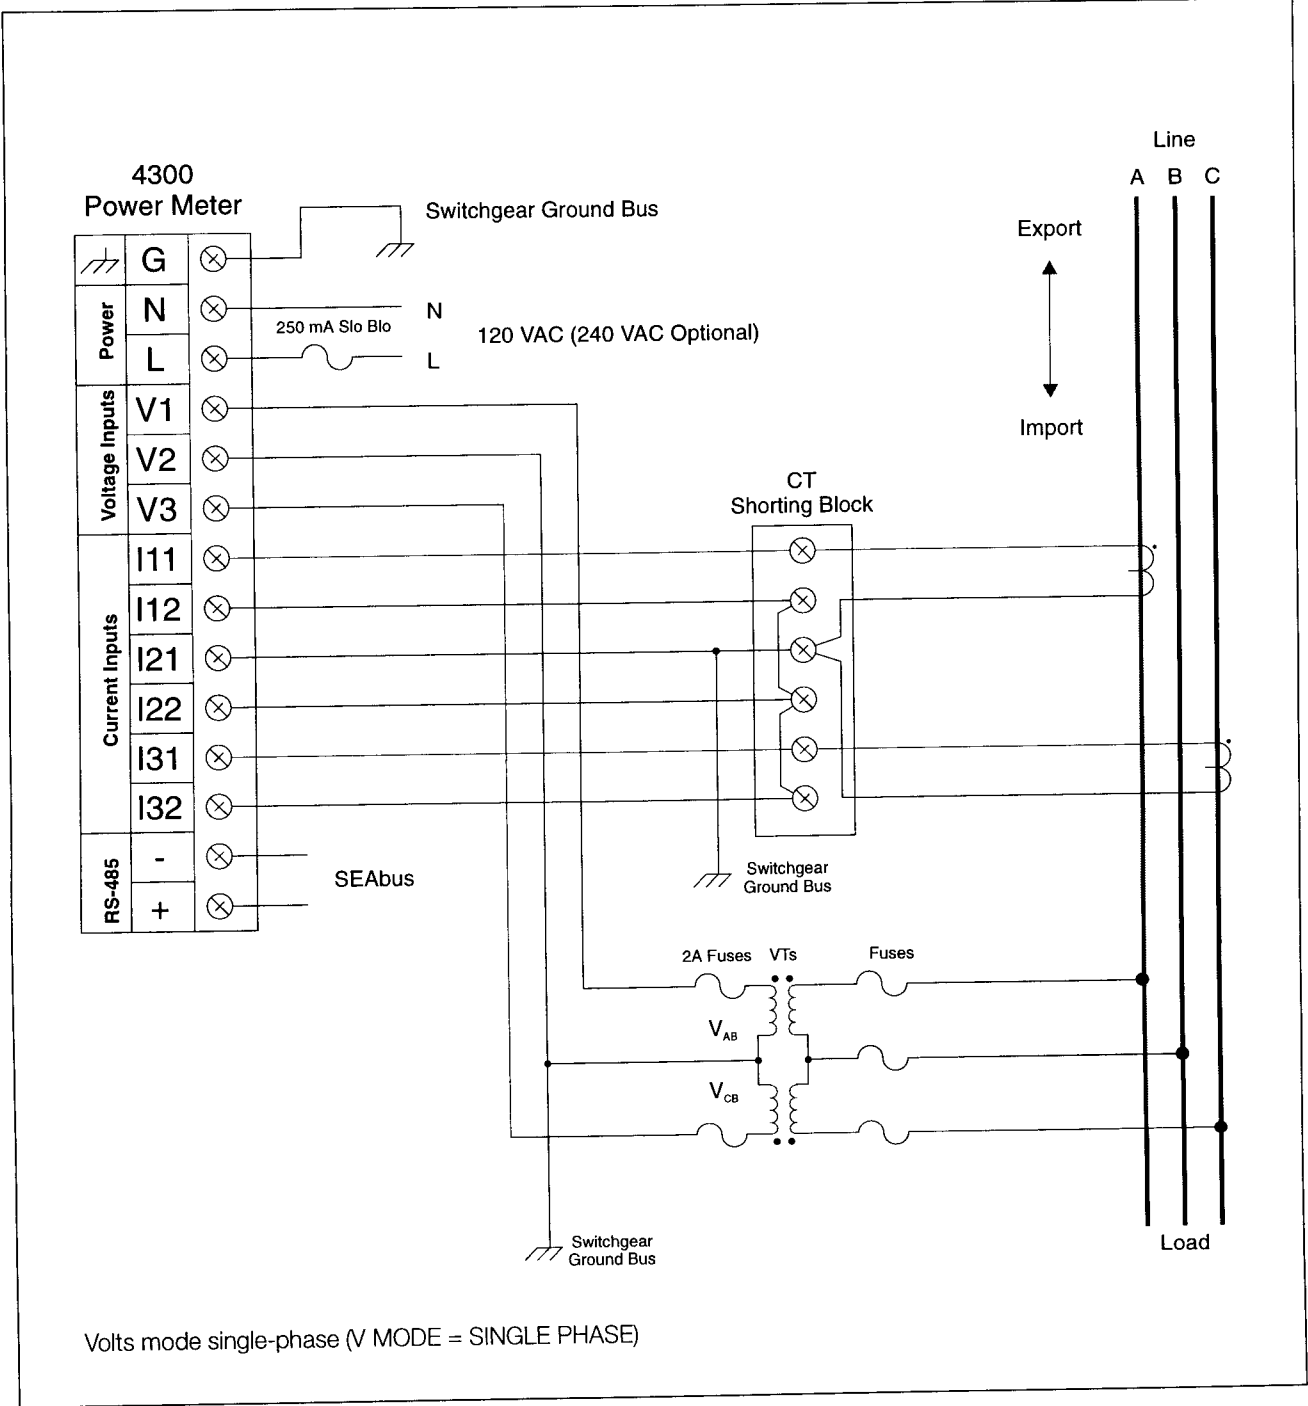 Line
A B C
4300
Power Meter
Switchgear Ground Bus
Export
G
Power
N
N
250 mA Slo Blo
120 VAC (240 VAC Optional)
L
L
Import
Voltage Inputs
V1
V2
V3
CT
Shorting Block
Current Inputs
I11
I12
I21
I22
I31
I32
Switchgear
Ground Bus
RS-485
-
+
SEAbus
2A Fuses VTs Fuses
VAB
VCB
Switchgear
Ground Bus
Load
Volts mode single-phase (V MODE = SINGLE PHASE)